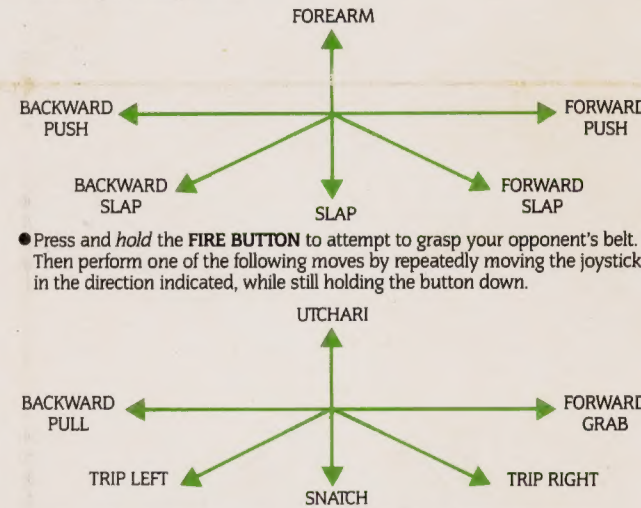 FOREARM
BACKWARD
PUSH
FORWARD
PUSH
BACKWARD
SLAP
SLAP
FORWARD
SLAP
●Press and hold the FIRE BUTTON to attempt to grasp your opponent's belt.
Then perform one of the following moves by repeatedly moving the joystick
in the direction indicated, while still holding the button down.
UTCHARI
BACKWARD
PULL
FORWARD
GRAB
TRIP LEFT
SNATCH
TRIP RIGHT